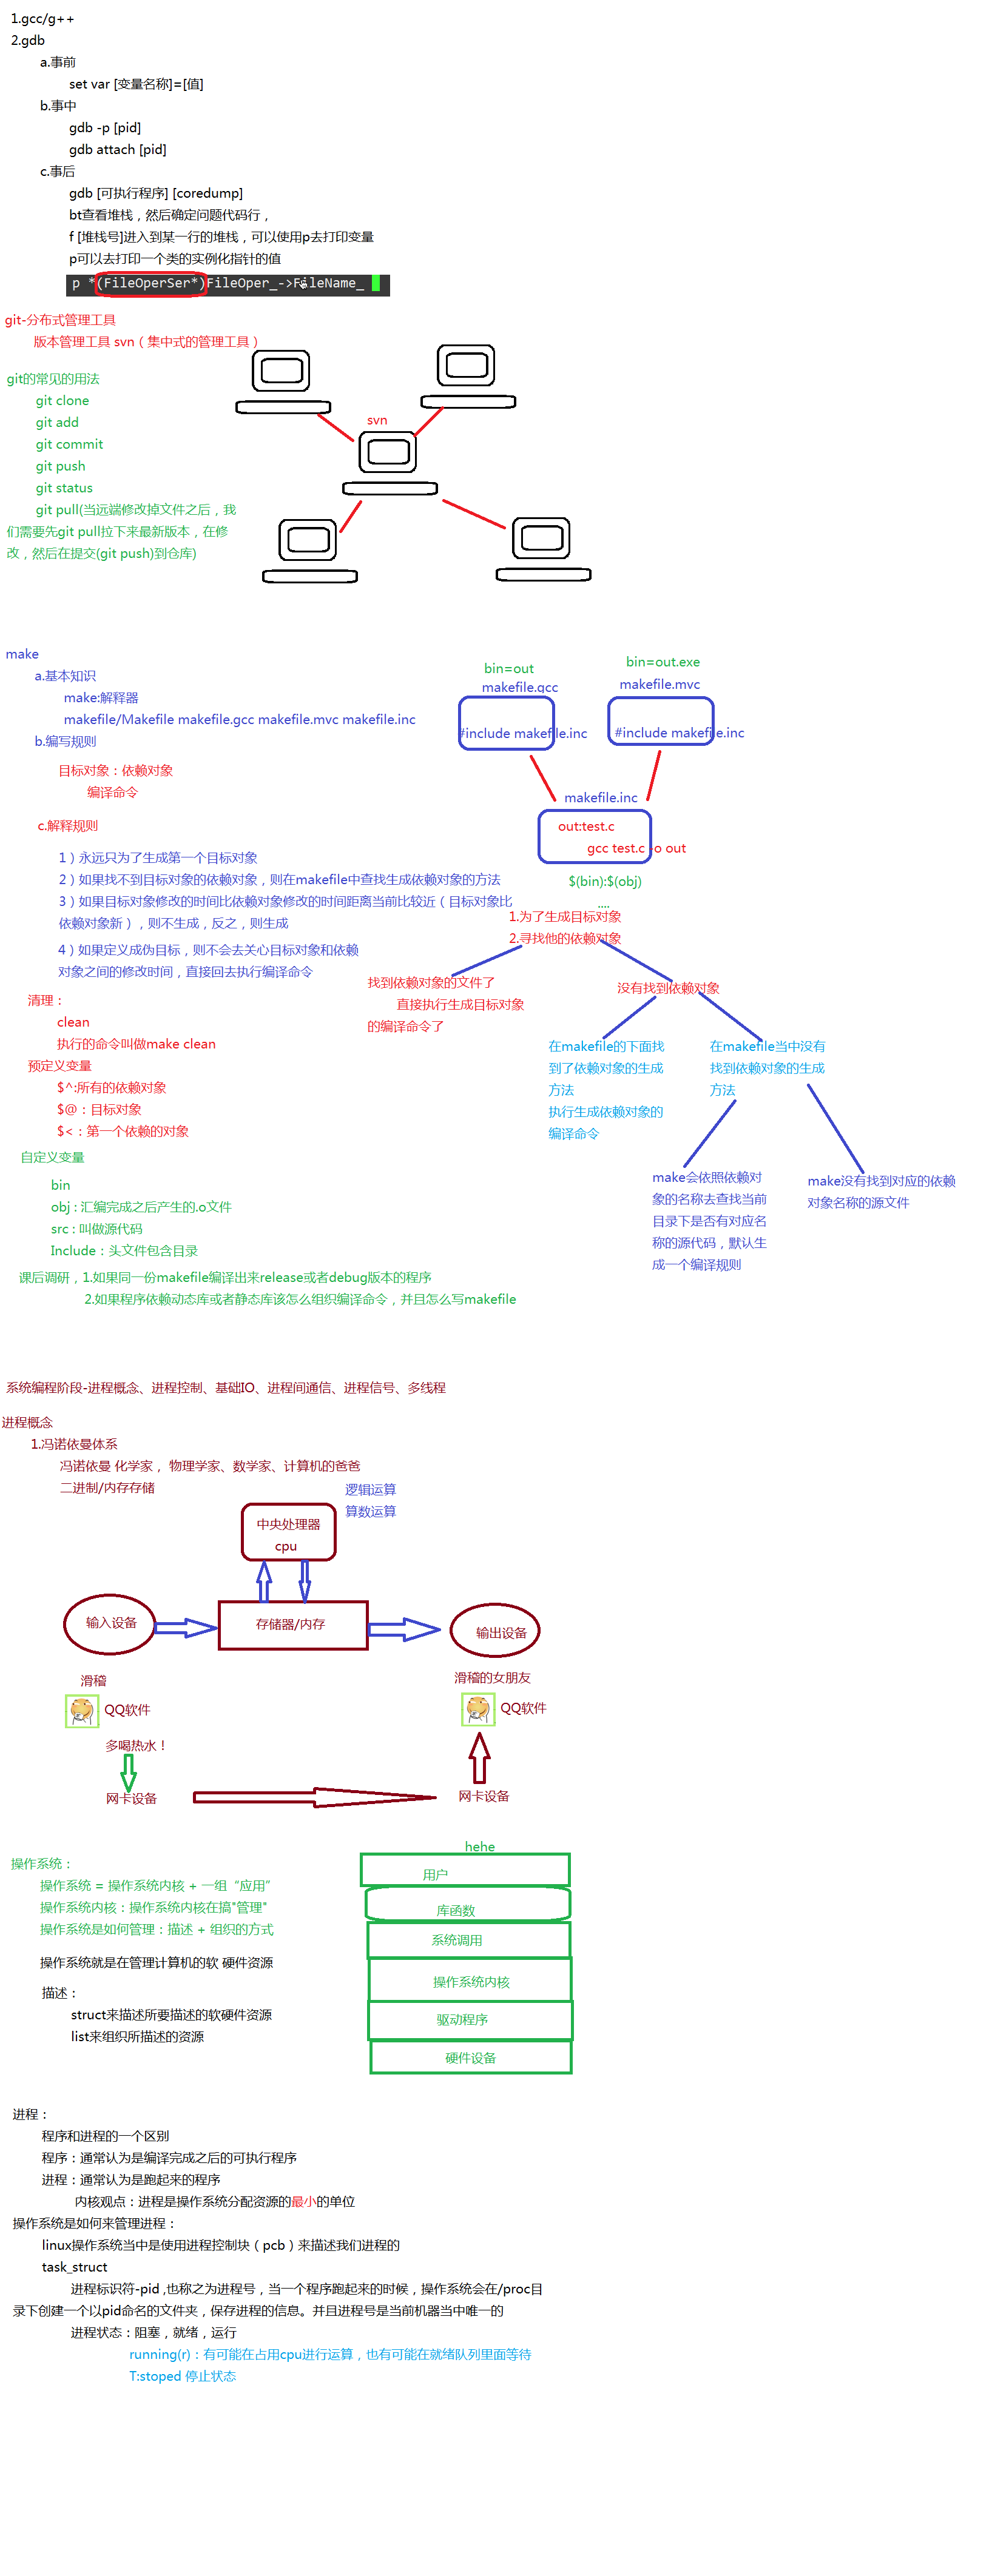 1.gcc/g++
2.gdb
a.事前
set var [变量名称]=[值]
b.事中
gdb -p [pid]
gdb attach [pid]
c.事后
gdb [可执行程序] [coredump]
bt查看堆栈，然后确定问题代码行，
f [堆栈号]进入到某一行的堆栈，可以使用p去打印变量
p可以去打印一个类的实例化指针的值
p *(FileOperSer*)FileOper_->FileName_
git-分布式管理工具
版本管理工具 svn（集中式的管理工具）
git的常见的用法
git clone
git add
git commit
git push
git status
git pull(当远端修改掉文件之后，我
们需要先git pull拉下来最新版本，在修
改，然后在提交(git push)到仓库)
svn
make
a.基本知识
make:解释器
makefile/Makefile makefile.gcc makefile.mvc makefile.inc
b.编写规则
目标对象：依赖对象
编译命令
c.解释规则
1）永远只为了生成第一个目标对象
2）如果找不到目标对象的依赖对象，则在makefile中查找生成依赖对象的方法
3）如果目标对象修改的时间比依赖对象修改的时间距离当前比较近（目标对象比
依赖对象新），则不生成，反之，则生成
4）如果定义成伪目标，则不会去关心目标对象和依赖
对象之间的修改时间，直接回去执行编译命令
清理：
clean
执行的命令叫做make clean
预定义变量
$^:所有的依赖对象
$@：目标对象
$<：第一个依赖的对象
自定义变量
bin
obj : 汇编完成之后产生的.o文件
src : 叫做源代码
Include：头文件包含目录
课后调研，1.如果同一份makefile编译出来release或者debug版本的程序
2.如果程序依赖动态库或者静态库该怎么组织编译命令，并且怎么写makefile
bin=out
makefile.gcc
#include makefile.inc
bin=out.exe
makefile.mvc
#include makefile.inc
makefile.inc
out:test.c
gcc test.c -o out
$(bin):$(obj)
....
1.为了生成目标对象
2.寻找他的依赖对象
找到依赖对象的文件了
直接执行生成目标对象
的编译命令了
没有找到依赖对象
在makefile的下面找
到了依赖对象的生成
方法
执行生成依赖对象的
编译命令
在makefile当中没有
找到依赖对象的生成
方法
make会依照依赖对
象的名称去查找当前
目录下是否有对应名
称的源代码，默认生
成一个编译规则
make没有找到对应的依赖
对象名称的源文件
系统编程阶段-进程概念、进程控制、基础IO、进程间通信、进程信号、多线程
进程概念
1.冯诺依曼体系
冯诺依曼 化学家， 物理学家、数学家、计算机的爸爸
二进制/内存存储
逻辑运算
算数运算
中央处理器
cpu
输入设备
存储器/内存
输出设备
滑稽
QQ软件
多喝热水！
网卡设备
滑稽的女朋友
QQ软件
网卡设备
操作系统：
操作系统 = 操作系统内核 + 一组“应用”
操作系统内核：操作系统内核在搞"管理"
操作系统是如何管理：描述 + 组织的方式
操作系统就是在管理计算机的软 硬件资源
描述：
struct来描述所要描述的软硬件资源
list来组织所描述的资源
hehe
用户
库函数
系统调用
操作系统内核
驱动程序
硬件设备
进程：
程序和进程的一个区别
程序：通常认为是编译完成之后的可执行程序
进程：通常认为是跑起来的程序
内核观点：进程是操作系统分配资源的最小的单位
操作系统是如何来管理进程：
linux操作系统当中是使用进程控制块（pcb）来描述我们进程的
task_struct
进程标识符-pid ,也称之为进程号，当一个程序跑起来的时候，操作系统会在/proc目
录下创建一个以pid命名的文件夹，保存进程的信息。并且进程号是当前机器当中唯一的
进程状态：阻塞，就绪，运行
running(r)：有可能在占用cpu进行运算，也有可能在就绪队列里面等待
T:stoped 停止状态